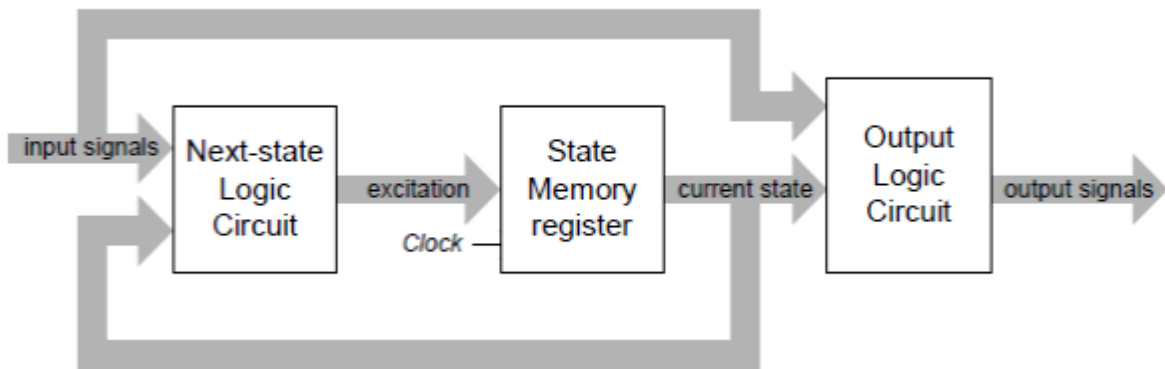 input signals
Next-state
Logic
Circuit
excitation
Clock
State
Memory
register
current state
Output
Logic
Circuit
output signals